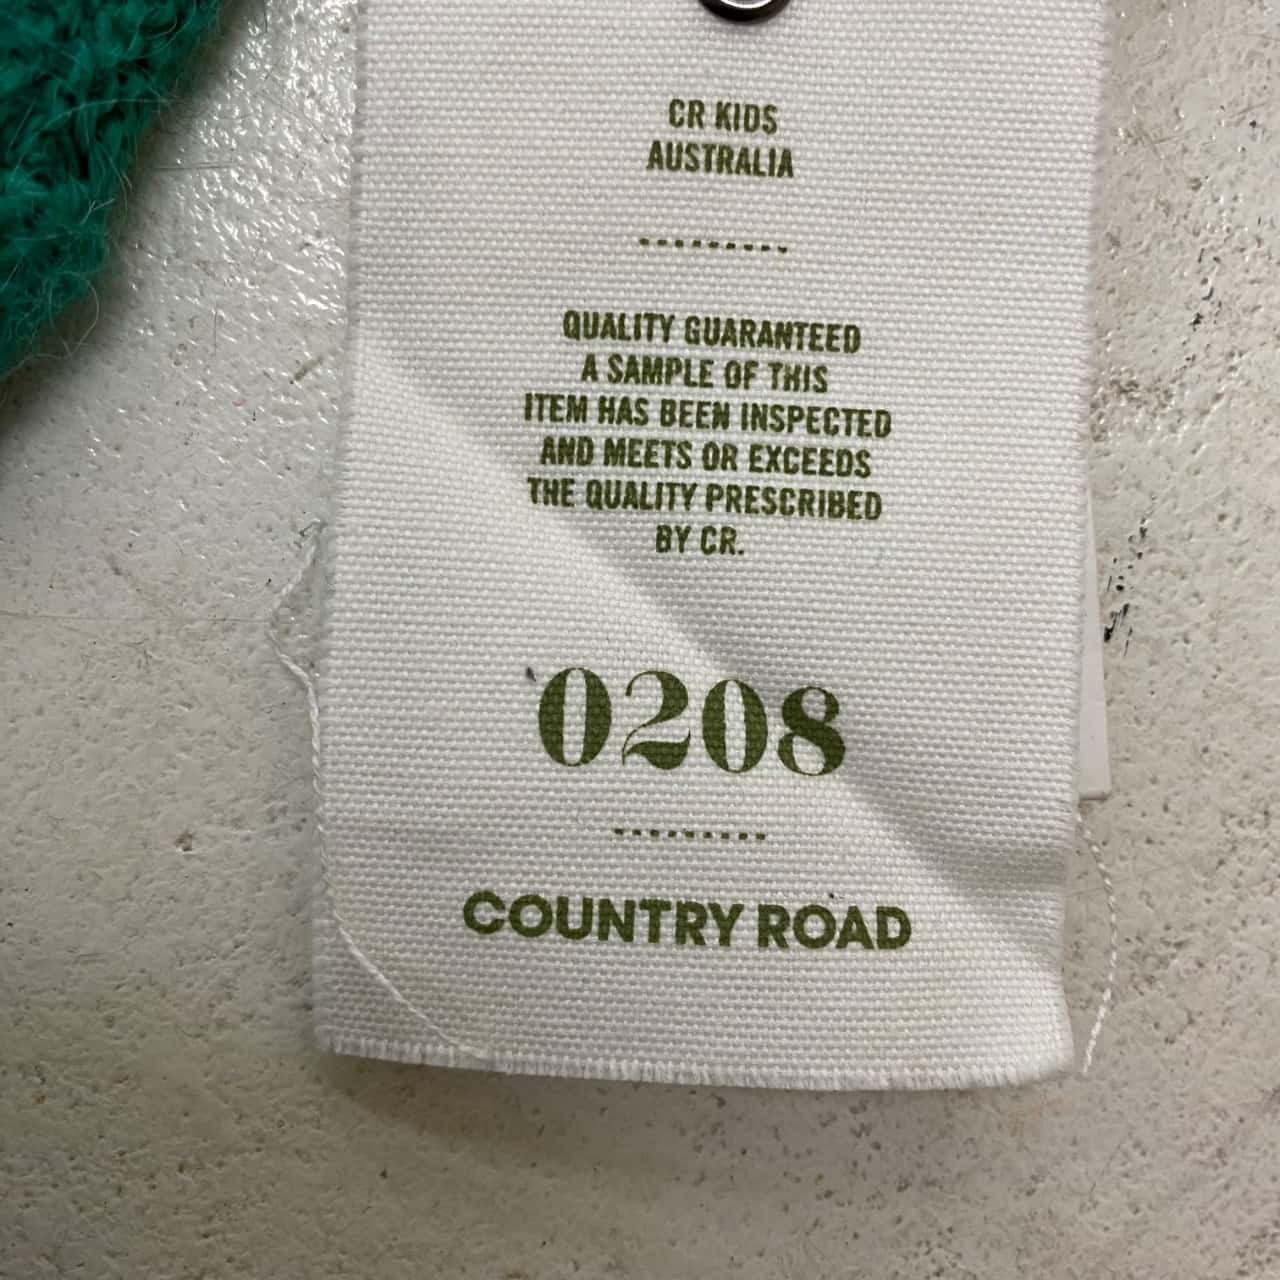 CR KIDS
AUSTRALIA
QUALITY GUARANTEED
A SAMPLE OF THIS
ITEM HAS BEEN INSPECTED
AND MEETS OR EXCEEDS
THE QUALITY PRESCRIBED
BY CR.
0208
COUNTRY ROAD